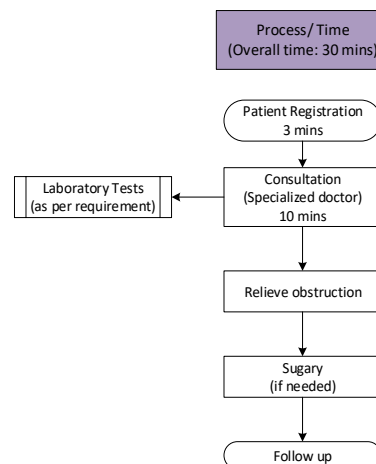 Process/ Time
(Overall time: 30 mins)
Patient Registration
3 mins
Laboratory Tests
(as per requirement)
Consultation
(Specialized doctor)
10 mins
Relieve obstruction
Sugary
(if needed)
Follow up